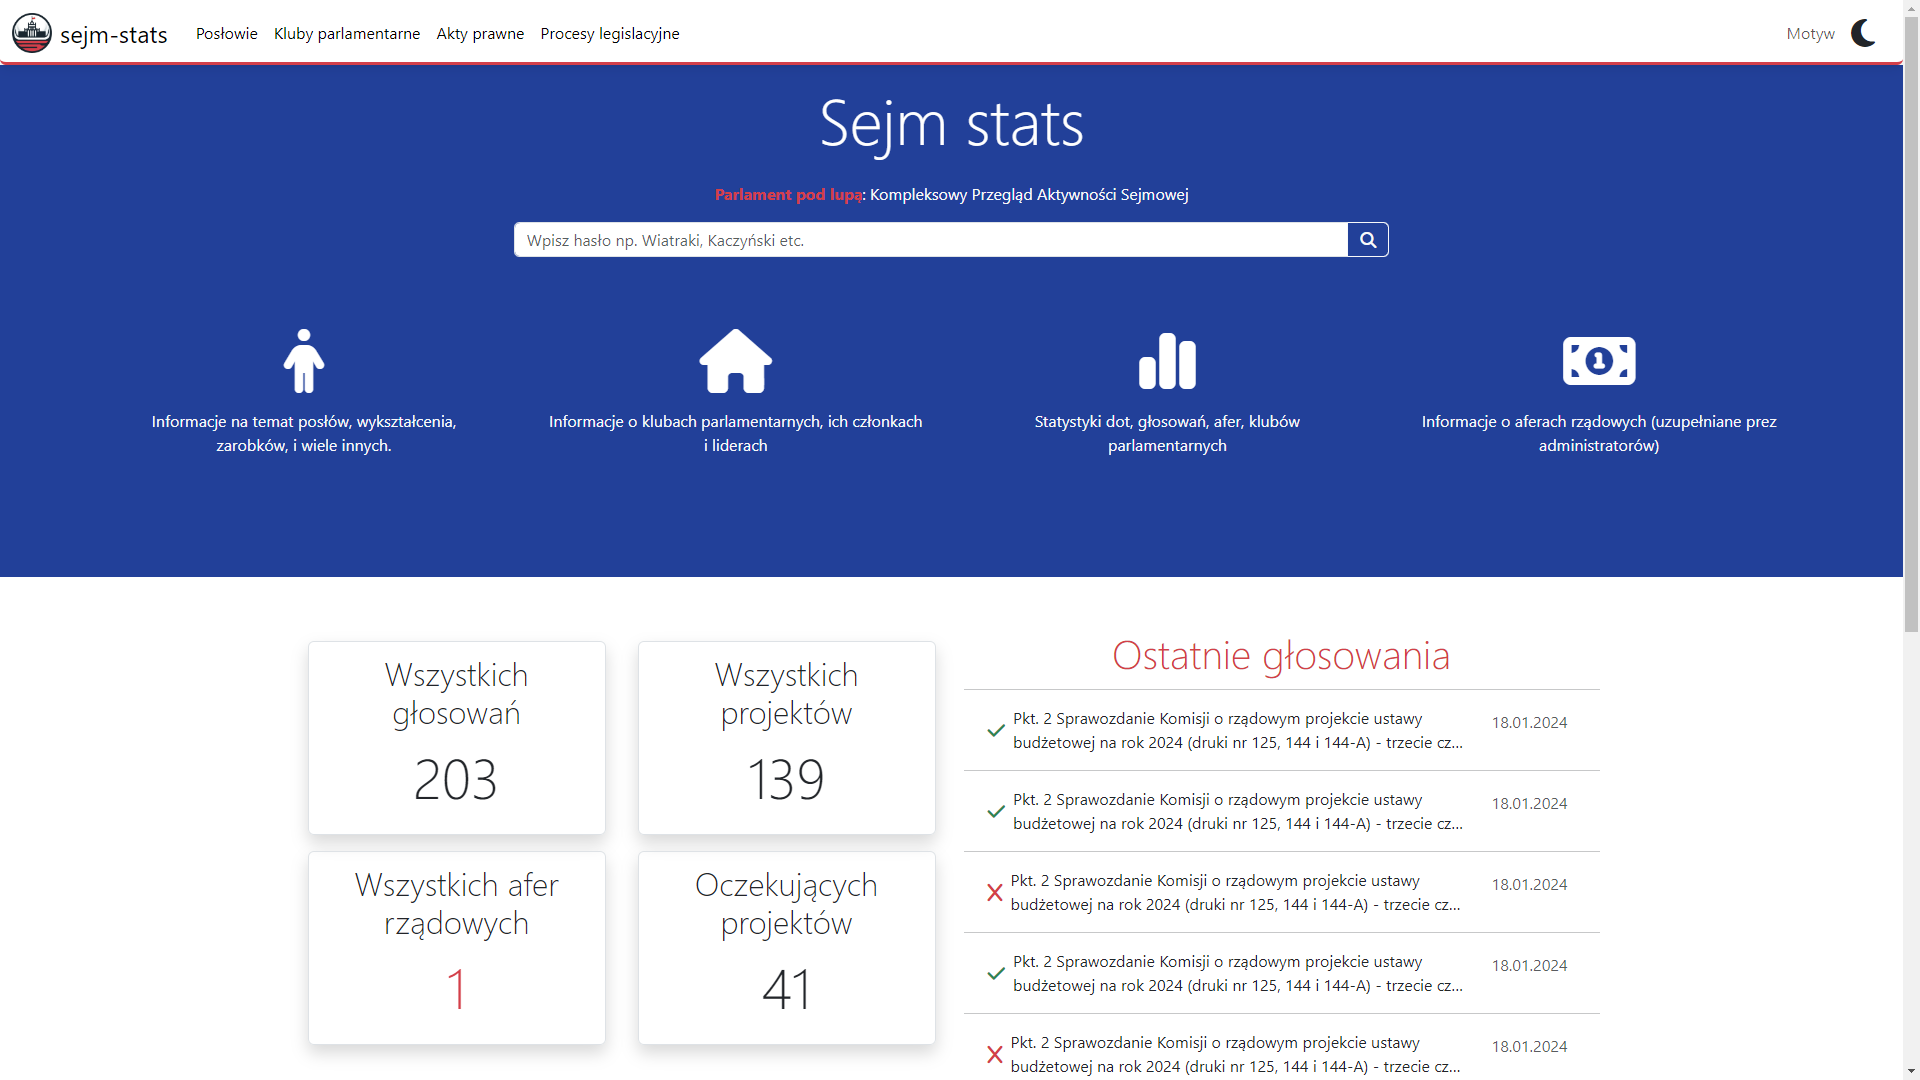 sejm-stats
Posłowie
Kluby parlamentarne
Akty prawne
Procesy legislacyjne
Motyw
Sejm stats
Parlament pod lupą: Kompleksowy Przegląd Aktywności Sejmowej
Wpisz hasło np. Wiatraki, Kaczyński etc.
Informacje na temat posłów, wykształcenia,
zarobków, i wiele innych.
Informacje o klubach parlamentarnych, ich członkach
i liderach
Statystyki dot, głosowań, afer, klubów
parlamentarnych
1
Informacje o aferach rządowych (uzupełniane prez
administratorów)
Wszystkich
głosowań
203
Wszystkich
projektów
139
Wszystkich afer
rządowych
1
Oczekujących
projektów
41
Ostatnie głosowania
Pkt. 2 Sprawozdanie Komisji o rządowym projekcie ustawy
budżetowej na rok 2024 (druki nr 125, 144 i 144-A) - trzecie cz...
18.01.2024
Pkt. 2 Sprawozdanie Komisji o rządowym projekcie ustawy
budżetowej na rok 2024 (druki nr 125, 144 i 144-A) - trzecie cz...
18.01.2024
Pkt. 2 Sprawozdanie Komisji o rządowym projekcie ustawy
budżetowej na rok 2024 (druki nr 125, 144 i 144-A) - trzecie cz...
18.01.2024
Pkt. 2 Sprawozdanie Komisji o rządowym projekcie ustawy
budżetowej na rok 2024 (druki nr 125, 144 i 144-A) - trzecie cz...
18.01.2024
Pkt. 2 Sprawozdanie Komisji o rządowym projekcie ustawy
budżetowej na rok 2024 (druki nr 125, 144 i 144-A) - trzecie cz...
18.01.2024